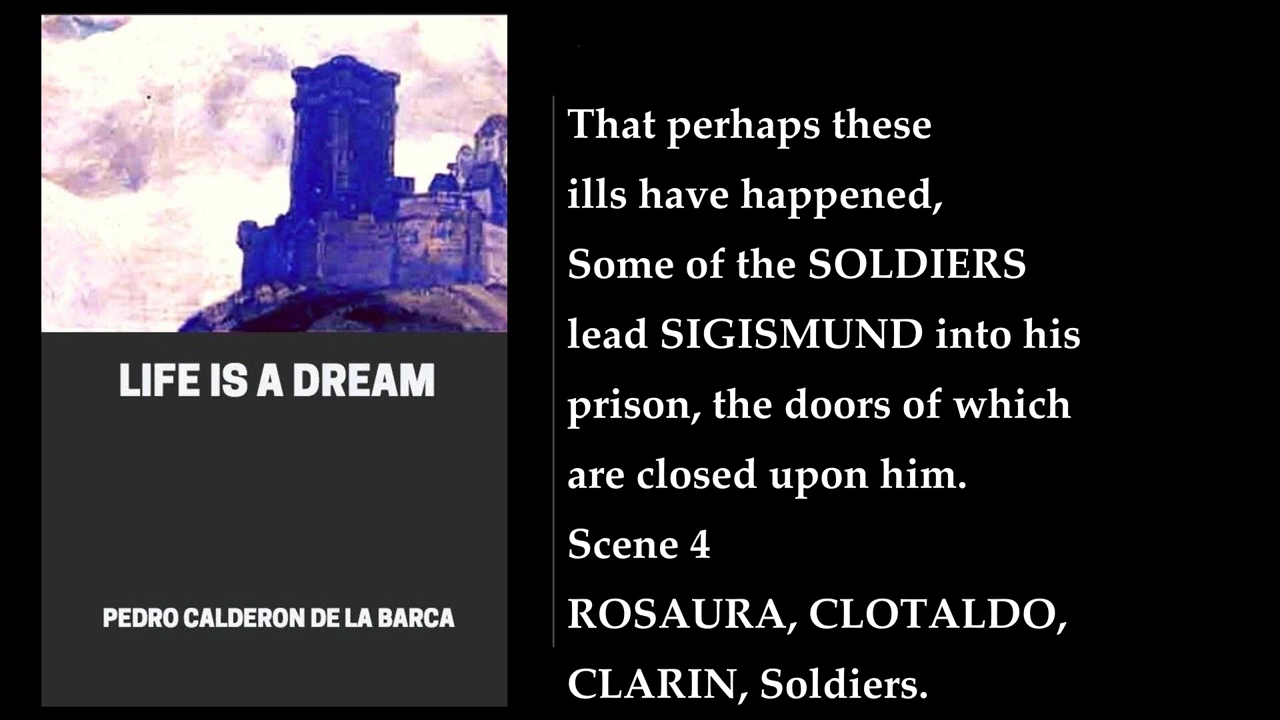 LIFE IS A DREAM
PEDRO CALDERON DE LA BARCA
That perhaps these
ills have happened,
Some of the SOLDIERS
lead SIGISMUND into his
prison, the doors of which
are closed upon him.
Scene 4
ROSAURA, CLOTALDO,
CLARIN, Soldiers.